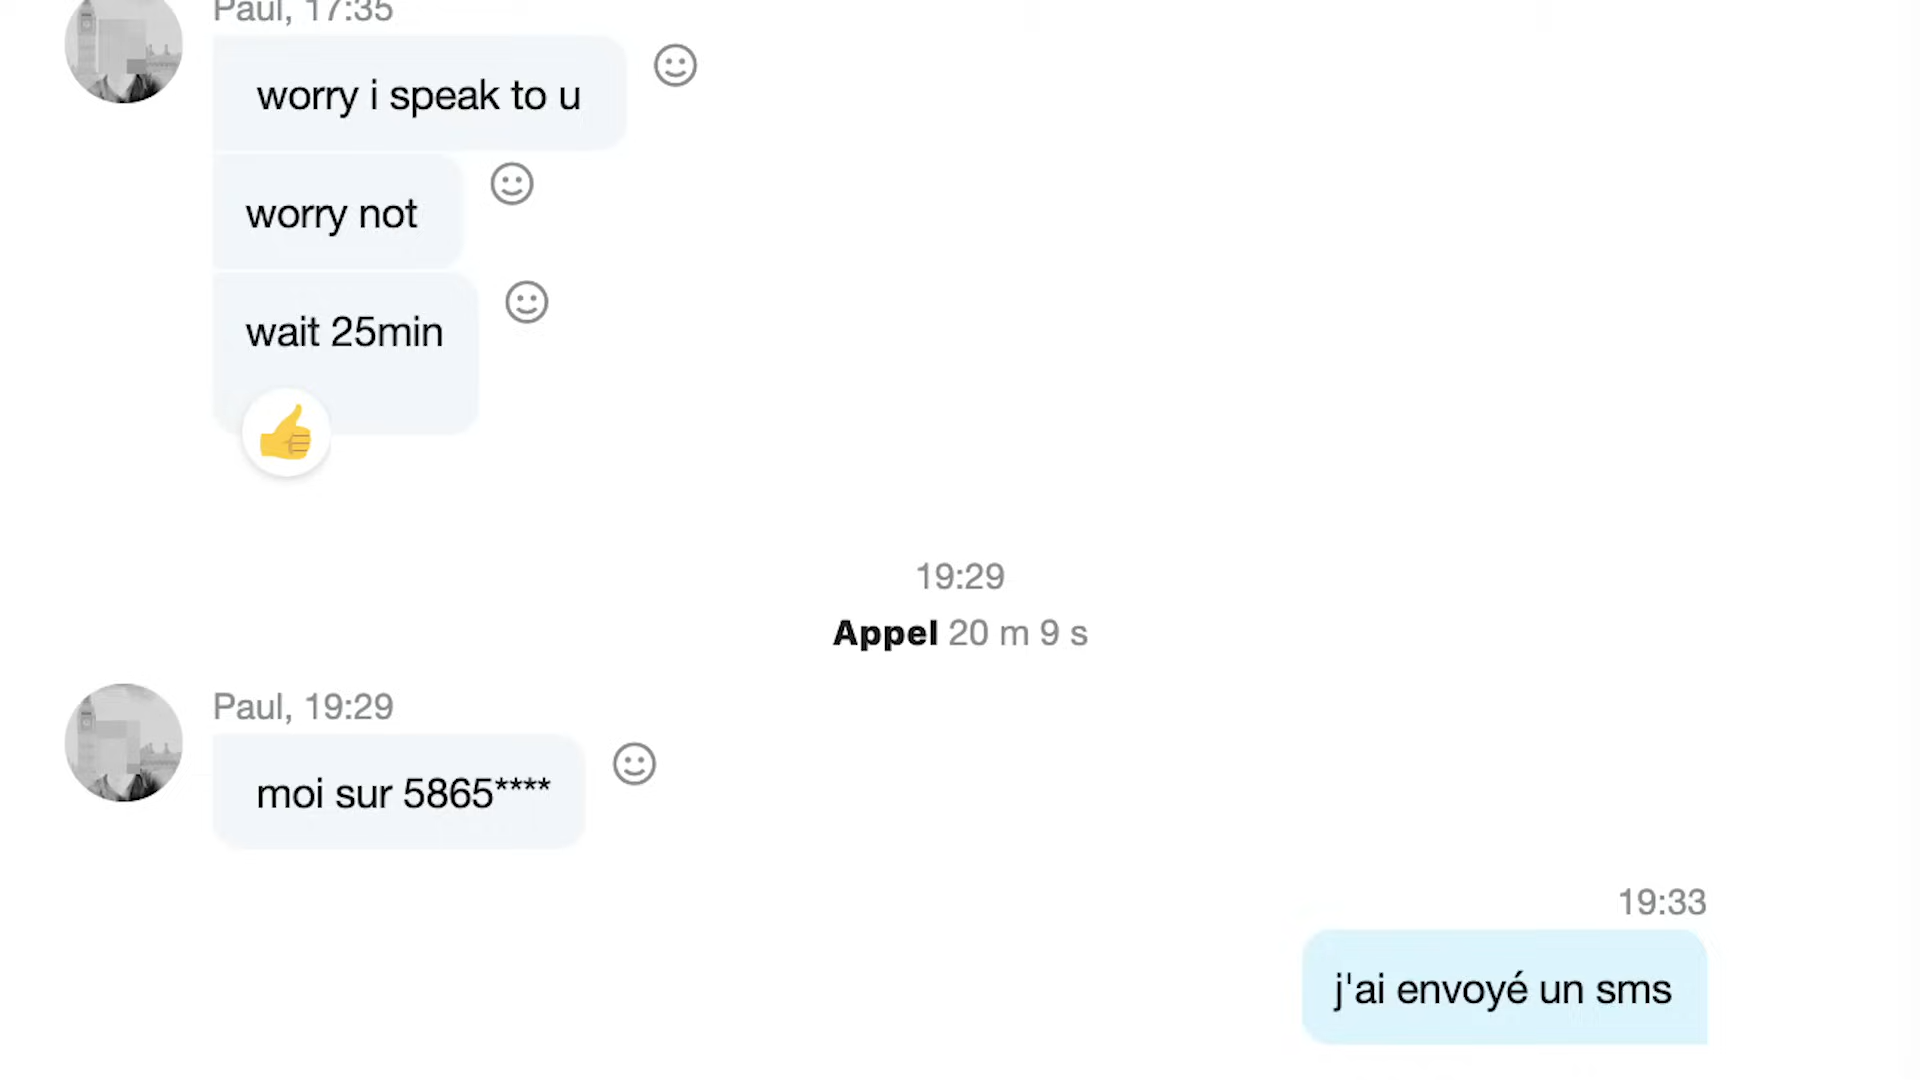 Paul, 17:35
worry i speak to u
worry not
wait 25min
19:29
Appel 20 m 9 s
Paul, 19:29
moi sur 5865****
19:33
j'ai envoyé un sms